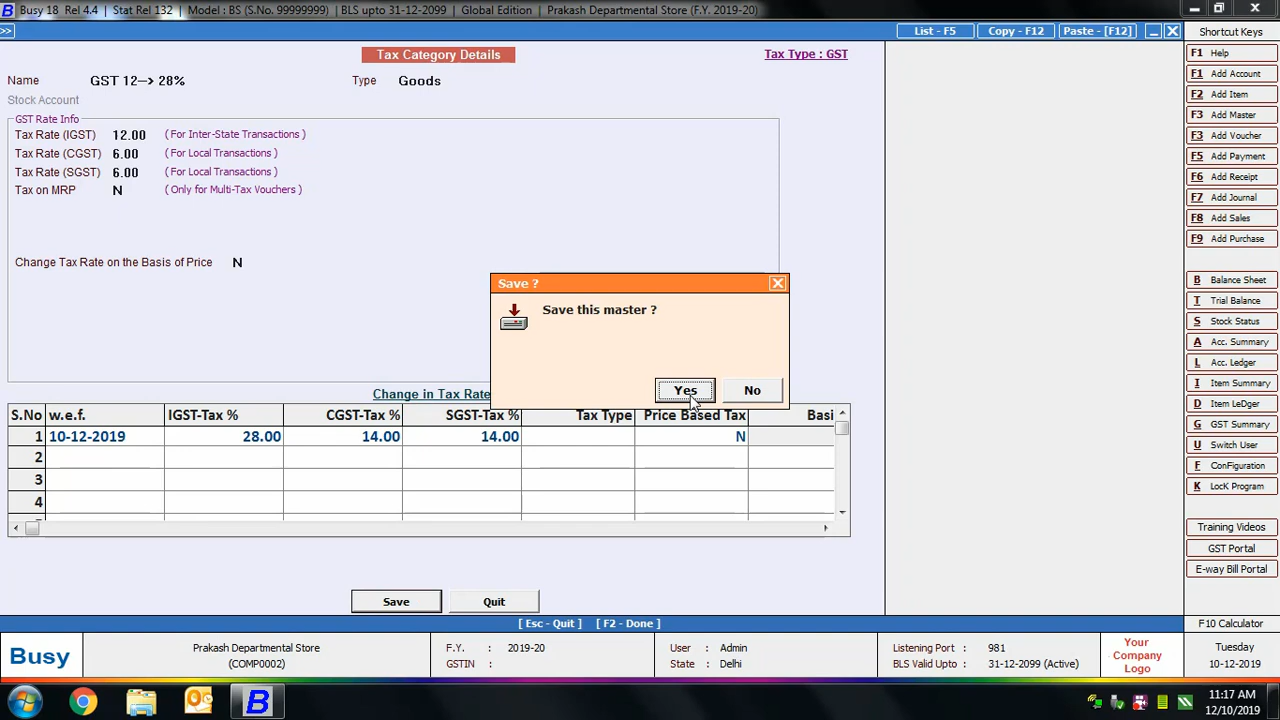 Busy 18 Rel 4.4 | Stat Rel 132 | Model : BS (S.No. 99999999) | BLS upto 31-12-2099 | Global Edition | Prakash Departmental Store (F.Y. 2019-20)
>> List - F5 Copy - F12 Paste - [F12]
Tax Category Details
Tax Type : GST
Name GST 12--> 28% Type Goods
Stock Account
GST Rate Info
Tax Rate (IGST) 12.00 ( For Inter-State Transactions )
Tax Rate (CGST) 6.00 ( For Local Transactions )
Tax Rate (SGST) 6.00 ( For Local Transactions )
Tax on MRP N ( Only for Multi-Tax Vouchers )
Change Tax Rate on the Basis of Price N
Save ?
Save this master ?
Yes No
Change in Tax Rate
S.No w.e.f. IGST-Tax % CGST-Tax % SGST-Tax % Tax Type Price Based Tax Basi
1 10-12-2019 28.00 14.00 14.00 N
2
3
4
Save Quit
[ Esc - Quit ] [ F2 - Done ]
Shortcut Keys
F1 Help
F1 Add Account
F2 Add Item
F3 Add Master
F3 Add Voucher
F5 Add Payment
F6 Add Receipt
F7 Add Journal
F8 Add Sales
F9 Add Purchase
B Balance Sheet
T Trial Balance
S Stock Status
A Acc. Summary
L Acc. Ledger
I Item Summary
D Item LeDger
G GST Summary
U Switch User
F ConFiguration
K LocK Program
Training Videos
GST Portal
E-way Bill Portal
F10 Calculator
Busy
Prakash Departmental Store
(COMP0002)
F.Y. 2019-20
GSTIN :
User : Admin
State : Delhi
Listening Port : 981
BLS Valid Upto : 31-12-2099 (Active)
Your
Company
Logo
Tuesday
10-12-2019
B
11:17 AM
12/10/2019